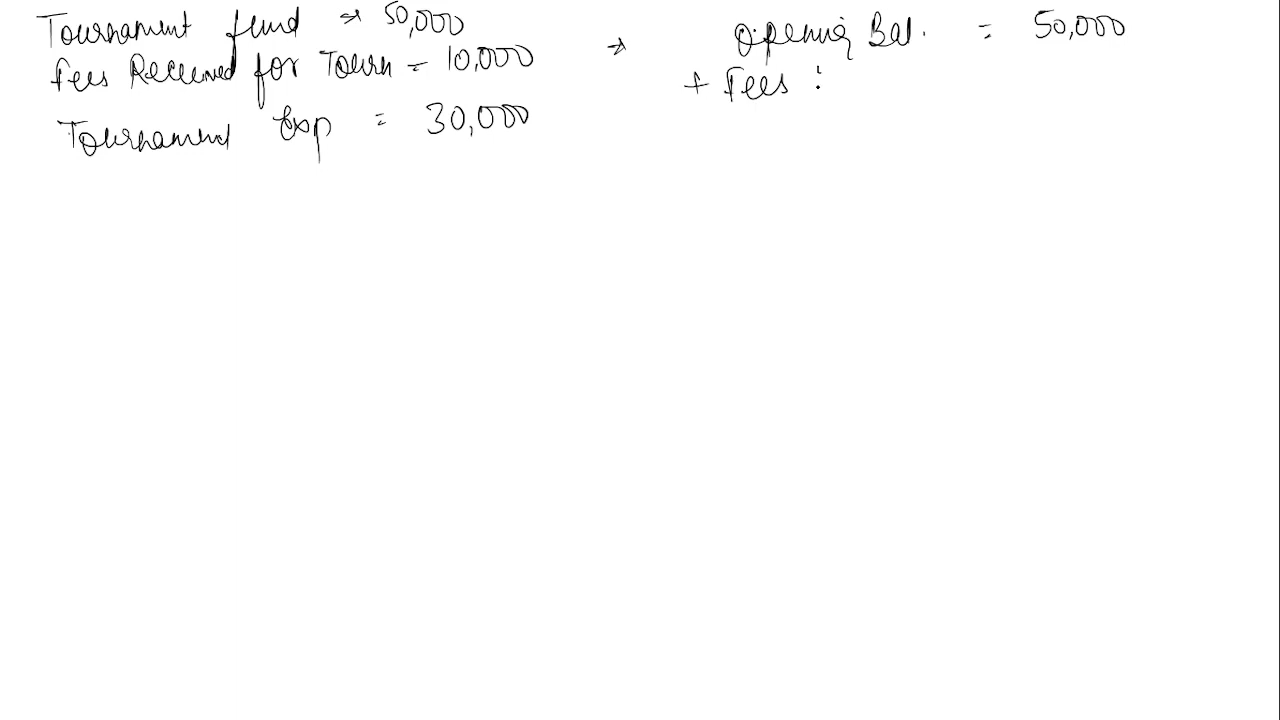 Tournament fund → 50,000
Fees Received for Tourn = 10,000
Tournament Exp = 30,000
→ Opening Bal. = 50,000
+ Fees :